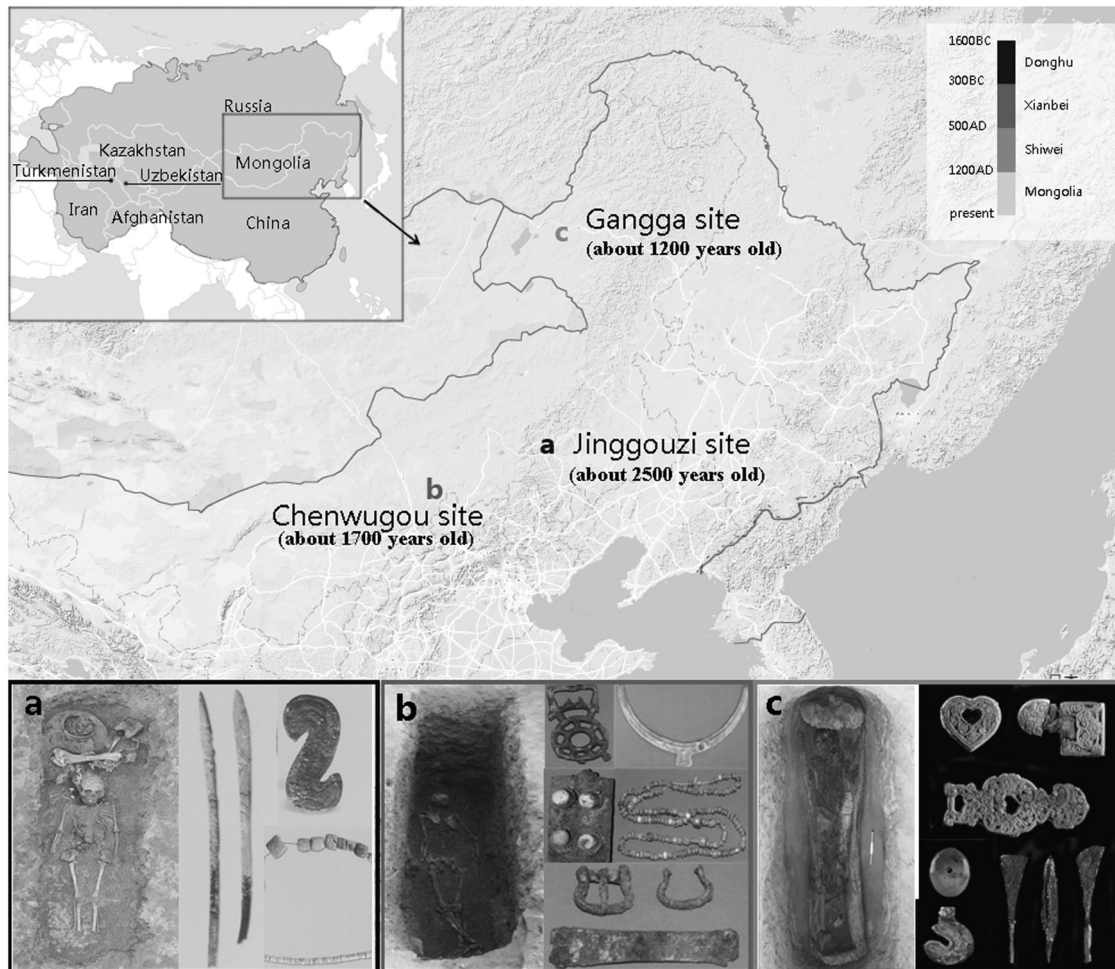 Russia
Kazakhstan
Mongolia
Turkmenistan
Uzbekistan
Iran
Afghanistan
China
1600BC
Donghu
300BC
Xianbei
500AD
Shiwei
1200AD
Mongolia
present
c
Gangga site
(about 1200 years old)
a
Jinggouzi site
(about 2500 years old)
b
Chenwugou site
(about 1700 years old)
a
b
c